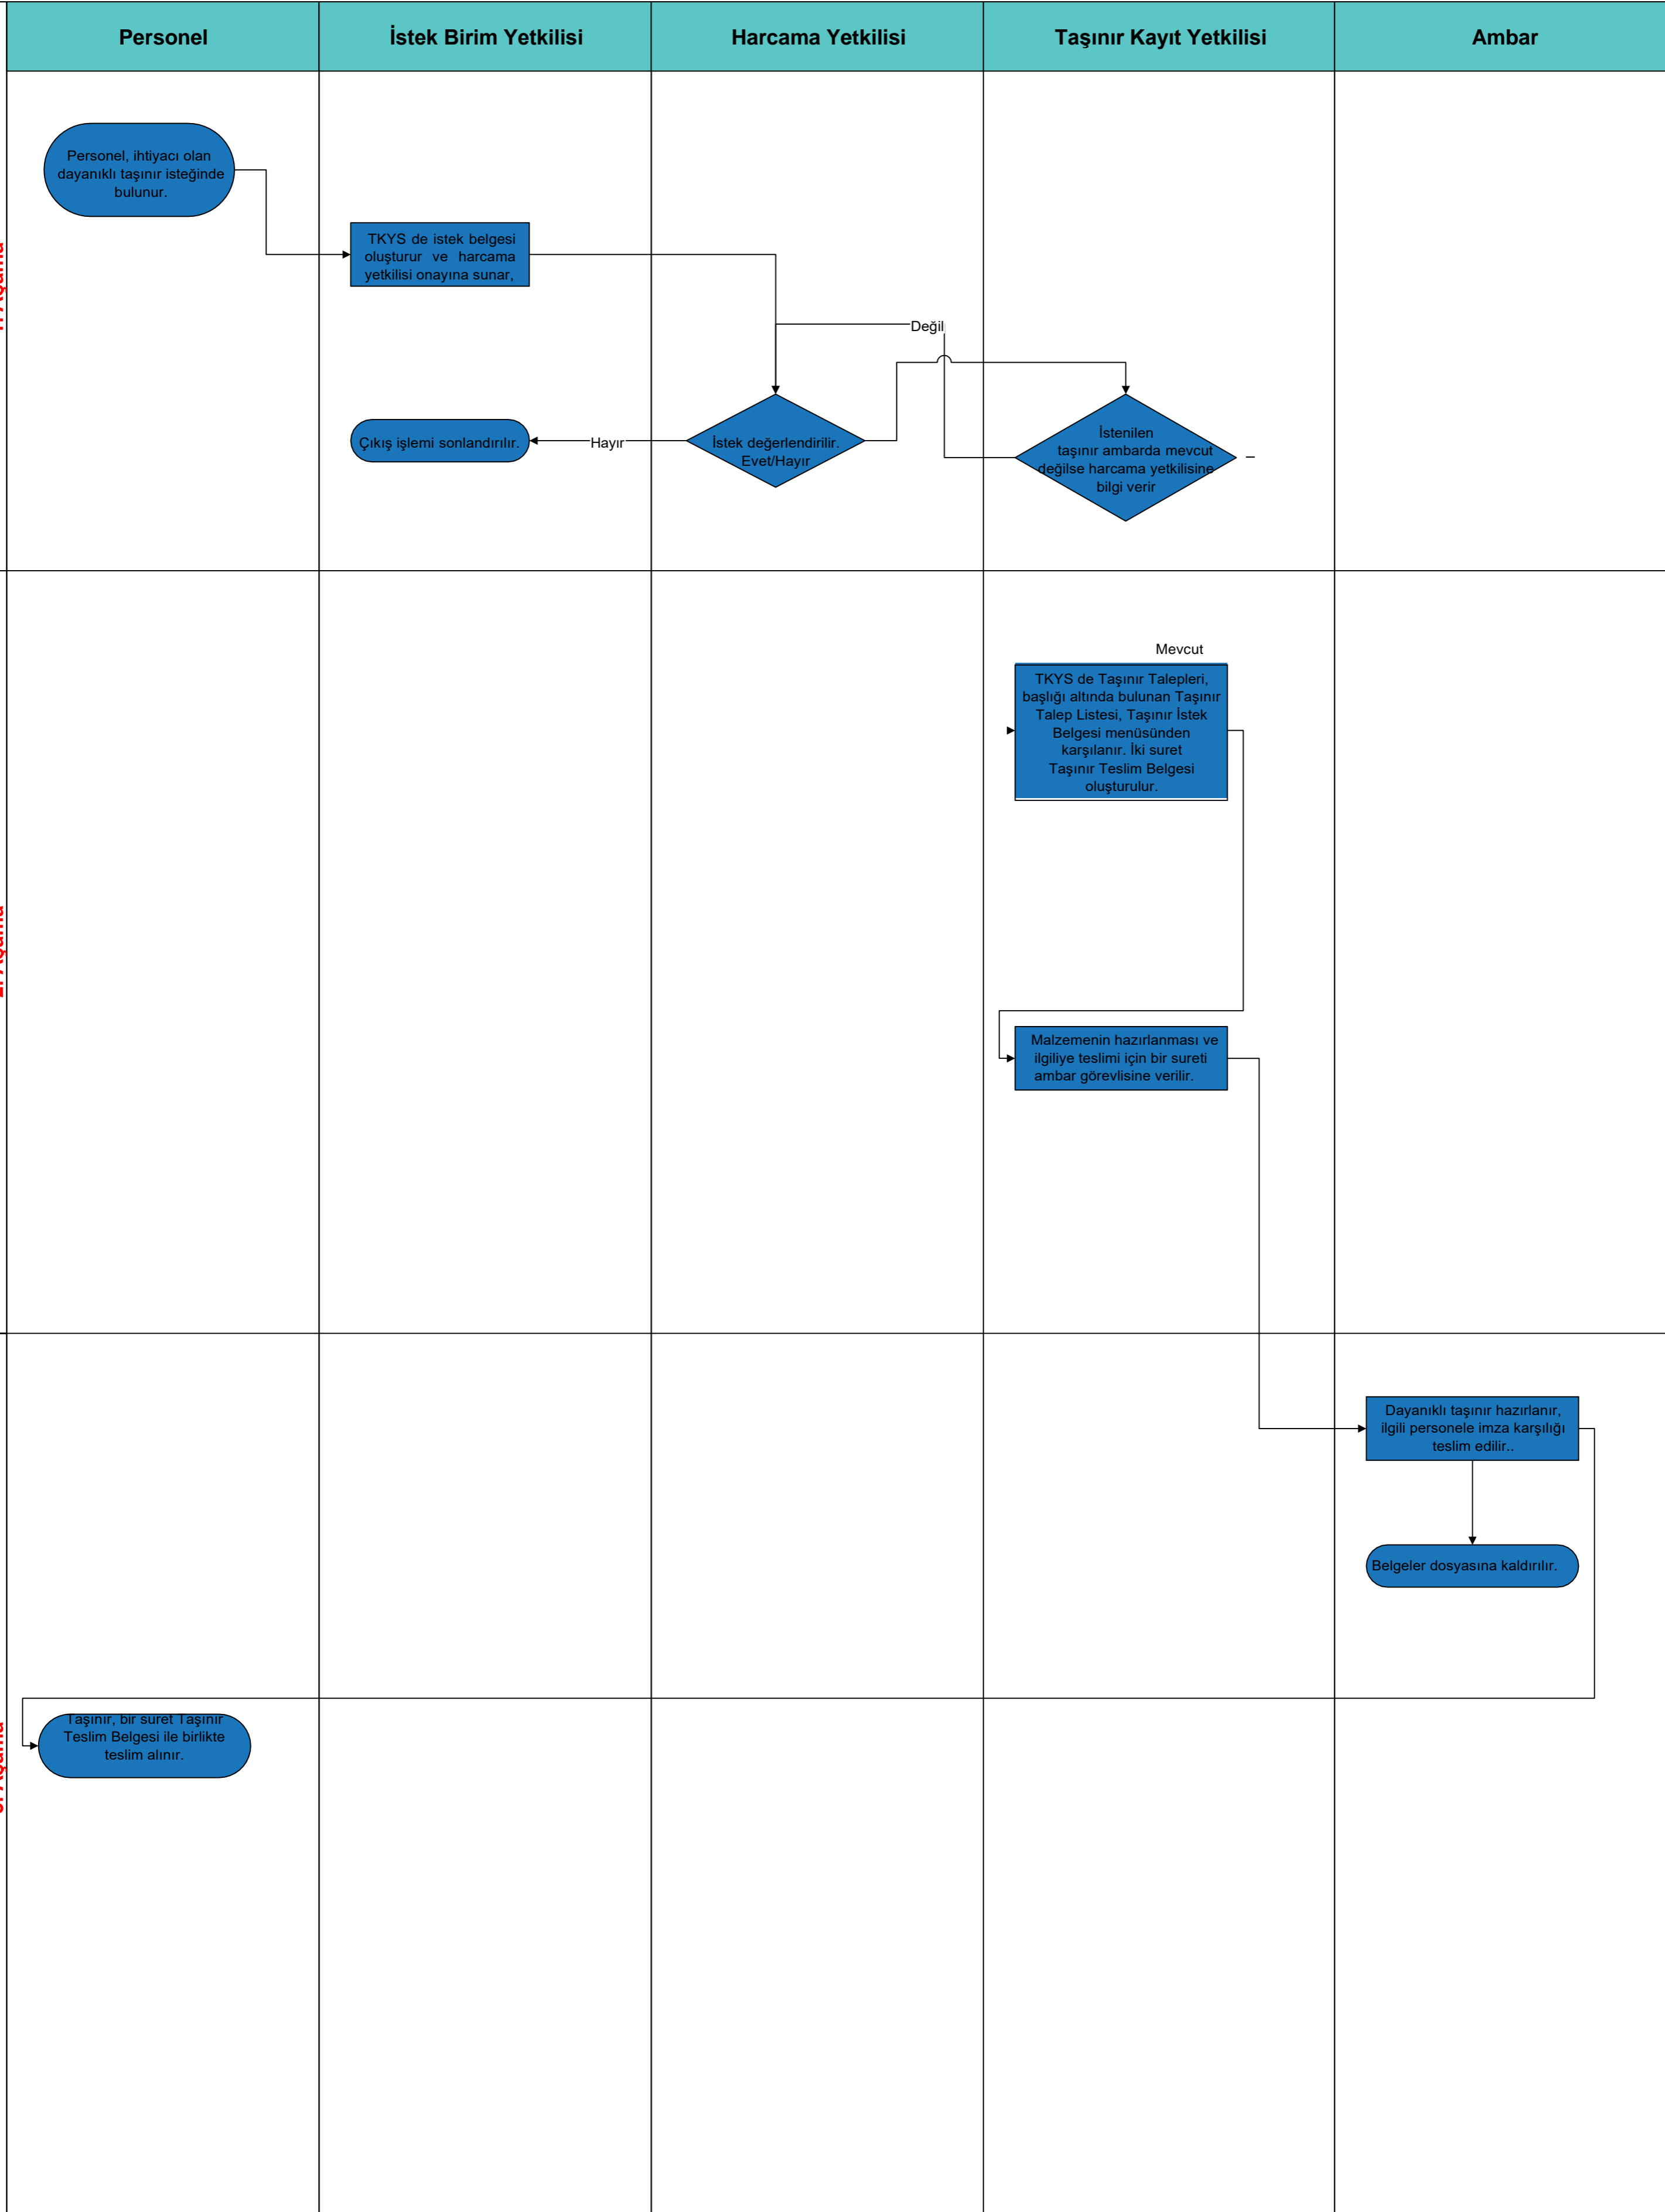 Personel
İstek Birim Yetkilisi
Harcama Yetkilisi
Taşınır Kayıt Yetkilisi
Ambar
Personel, ihtiyacı olan
dayanıklı taşınır isteğinde
bulunur.
TKYS de istek belgesi
oluşturur ve harcama
yetkilisi onayına sunar,
Değil
Çıkış işlemi sonlandırılır.
Hayır
İstek değerlendirilir.
Evet/Hayır
İstenilen
taşınır ambarda mevcut
değilse harcama yetkilisine
bilgi verir
Mevcut
TKYS de Taşınır Talepleri,
başlığı altında bulunan Taşınır
Talep Listesi, Taşınır İstek
Belgesi menüsünden
karşılanır. İki suret
Taşınır Teslim Belgesi
oluşturulur.
Malzemenin hazırlanması ve
ilgiliye teslimi için bir sureti
ambar görevlisine verilir.
Dayanıklı taşınır hazırlanır,
ilgili personele imza karşılığı
teslim edilir..
Belgeler dosyasına kaldırılır.
Taşınır, bir suret Taşınır
Teslim Belgesi ile birlikte
teslim alınır.